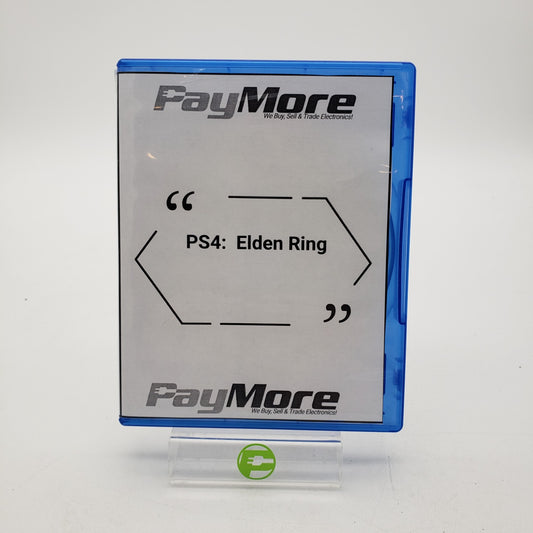 PayMore
We Buy, Sell & Trade Electronics!
“
PS4: Elden Ring
”
PayMore
We Buy, Sell & Trade Electronics!